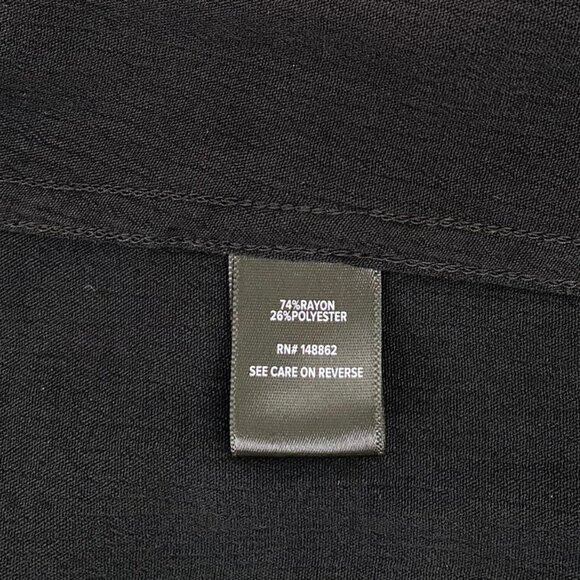 74%RAYON
26%POLYESTER
RN# 148862
SEE CARE ON REVERSE